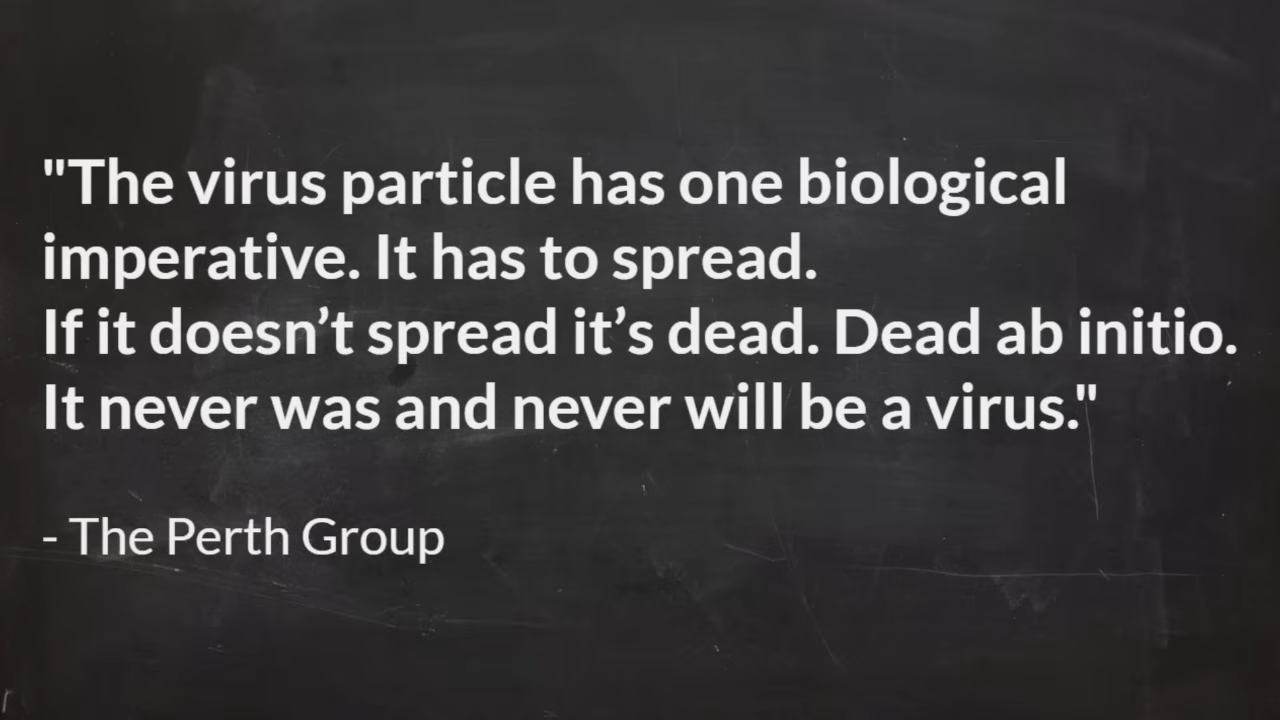 "The virus particle has one biological
imperative. It has to spread.
If it doesn’t spread it’s dead. Dead ab initio.
It never was and never will be a virus."
- The Perth Group